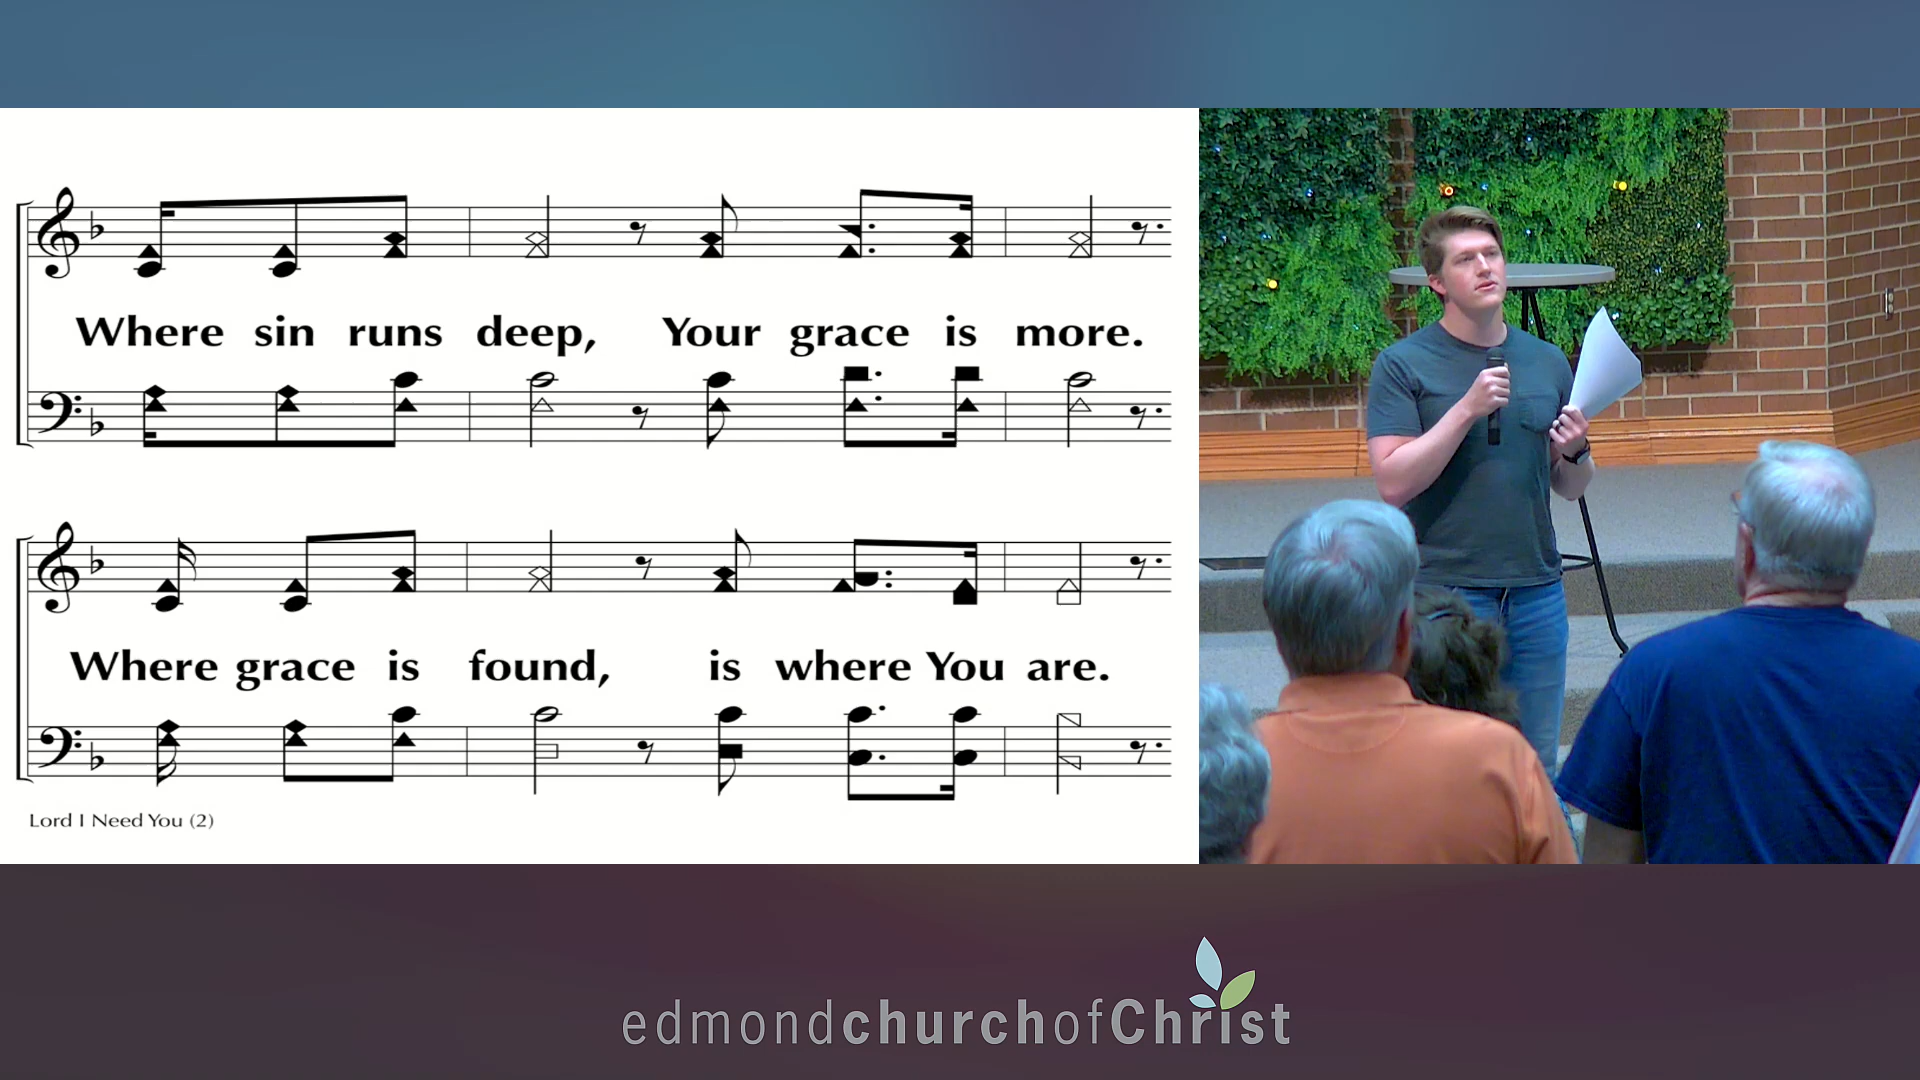 Where sin runs deep, Your grace is more.
Where grace is found, is where You are.
Lord I Need You (2)
edmondchurchofChrist